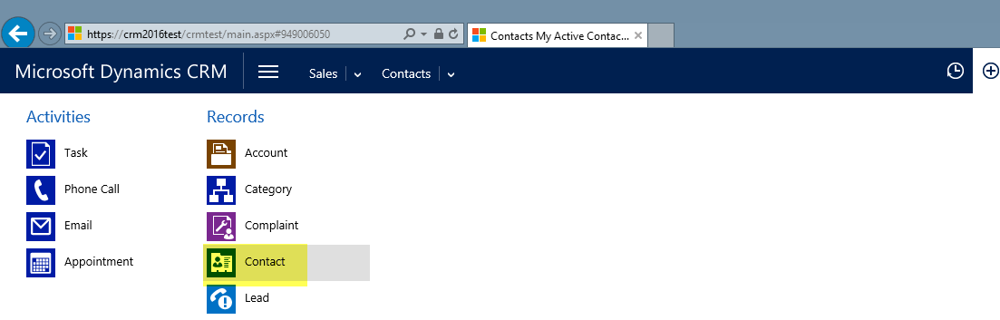 https://crm2016test/crmtest/main.aspx#949006050
Contacts My Active Contac...
Microsoft Dynamics CRM
Sales
Contacts
Activities
Records
Task
Account
Phone Call
Category
Email
Complaint
Appointment
Contact
Lead